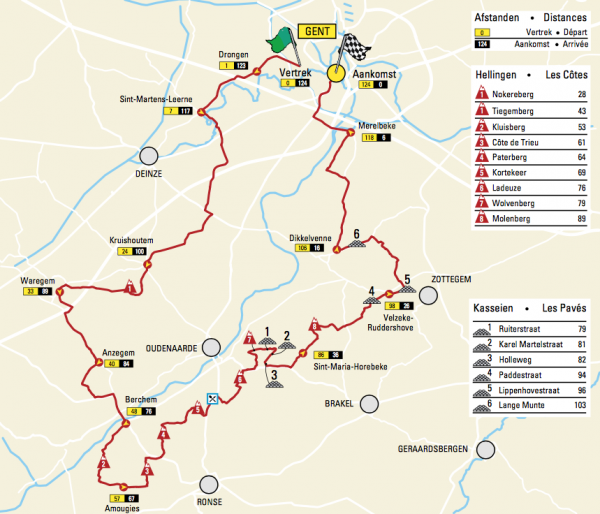 GENT
Drongen
1 123
Vertrek
0 124
Aankomst
124 0
Sint-Martens-Leerne
7 117
Merelbeke
118 6
DEINZE
Dikkelvenne
16
6
Kruishoutem
24 100
Waregem
33
1
5
4
ZOTTEGEM
98 26
Velzeke-
Ruddershove
8
7
1
2
3
OUDENAARDE
86
Sint-Maria-Horebeke
Anzegem
40 84
6
Berchem
48 76
5
4
2
3
57 67
Amougies
BRAKEL
GERAARDSBERGEN
RONSE
Afstanden • Distances
0 Vertrek • Départ
124 Aankomst • Arrivée
Hellingen • Les Côtes
1 Nokereberg 28
1 Tiegemberg 43
2 Kluisberg 53
3 Côte de Trieu 61
4 Paterberg 64
5 Kortekeer 69
6 Ladeuze 76
7 Wolvenberg 79
8 Molenberg 89
Kasseien • Les Pavés
1 Ruiterstraat 79
2 Karel Martelstraat 81
3 Holleweg 82
4 Paddestraat 94
5 Lippenhovestraat 96
6 Lange Munte 103